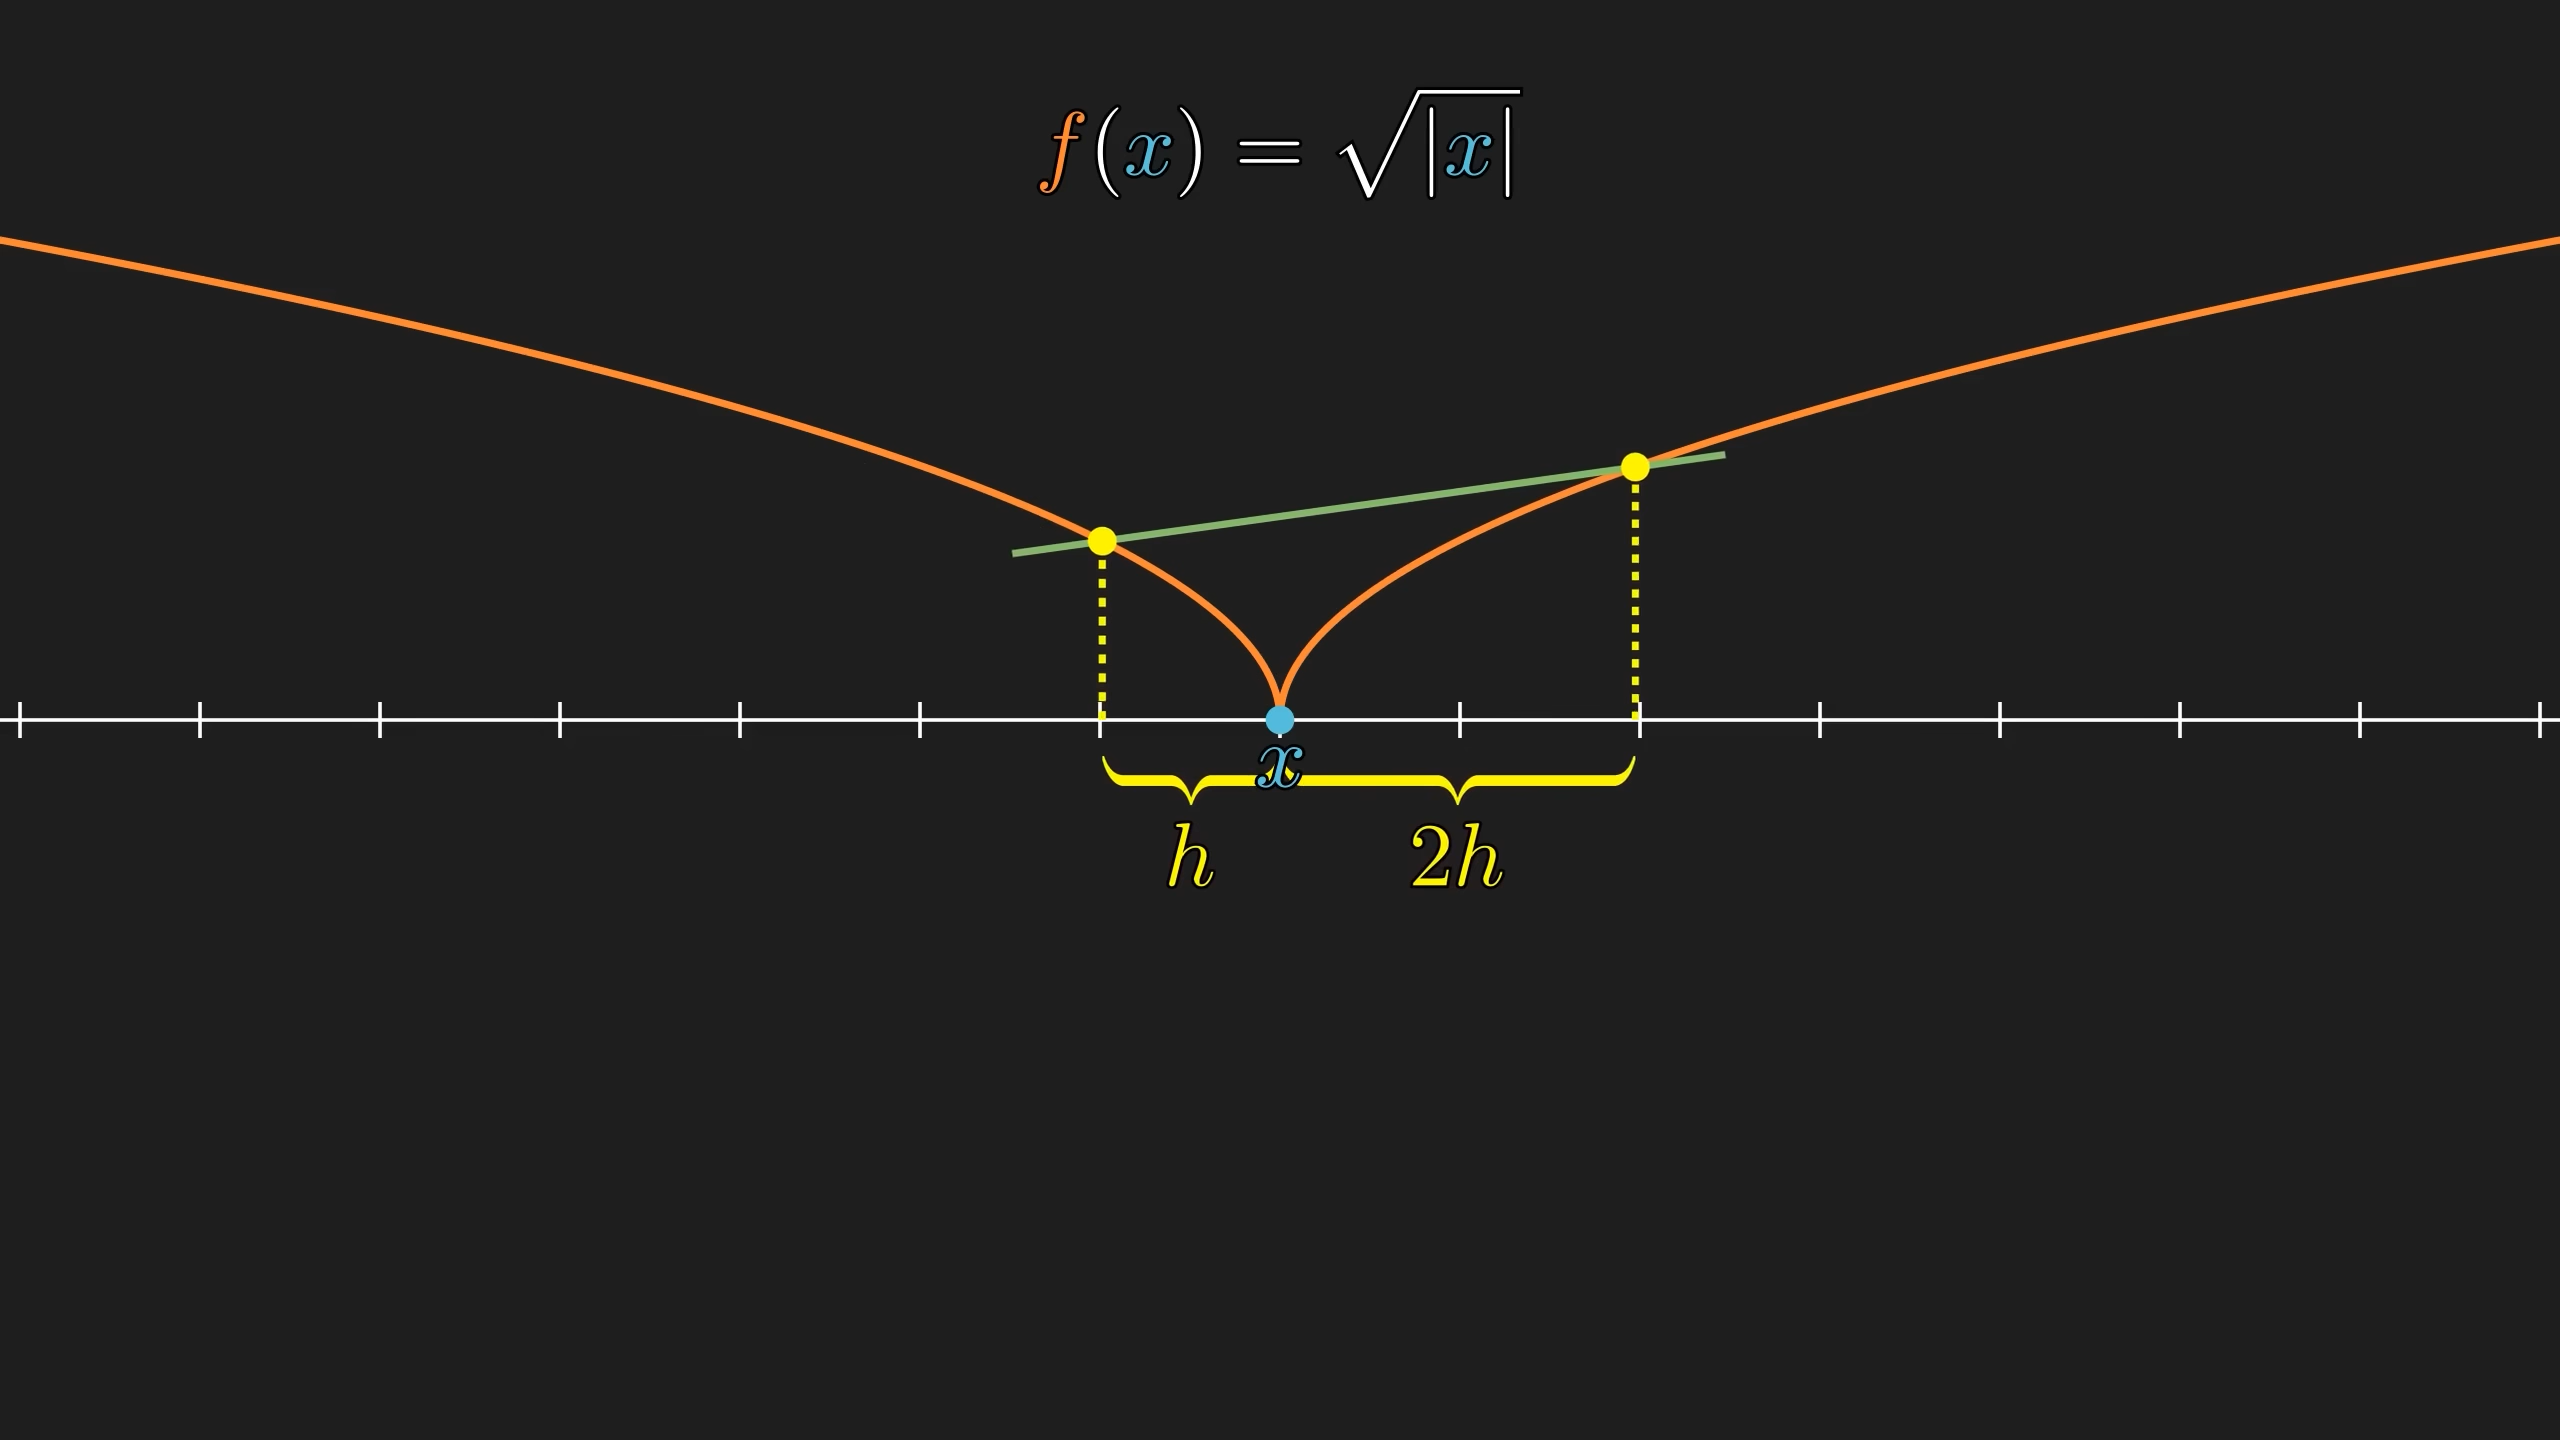 f(x) = √|x|
x
h 2h